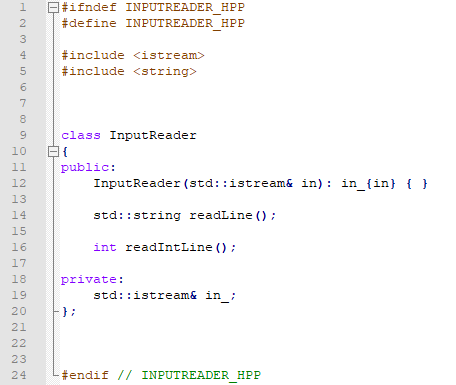 1 #ifndef INPUTREADER_HPP
2 #define INPUTREADER_HPP
3
4 #include <istream>
5 #include <string>
6
7
8
9 class InputReader
10 {
11 public:
12     InputReader(std::istream& in): in_{in} { }
13
14     std::string readLine();
15
16     int readIntLine();
17
18 private:
19     std::istream& in_;
20 };
21
22
23
24 #endif // INPUTREADER_HPP